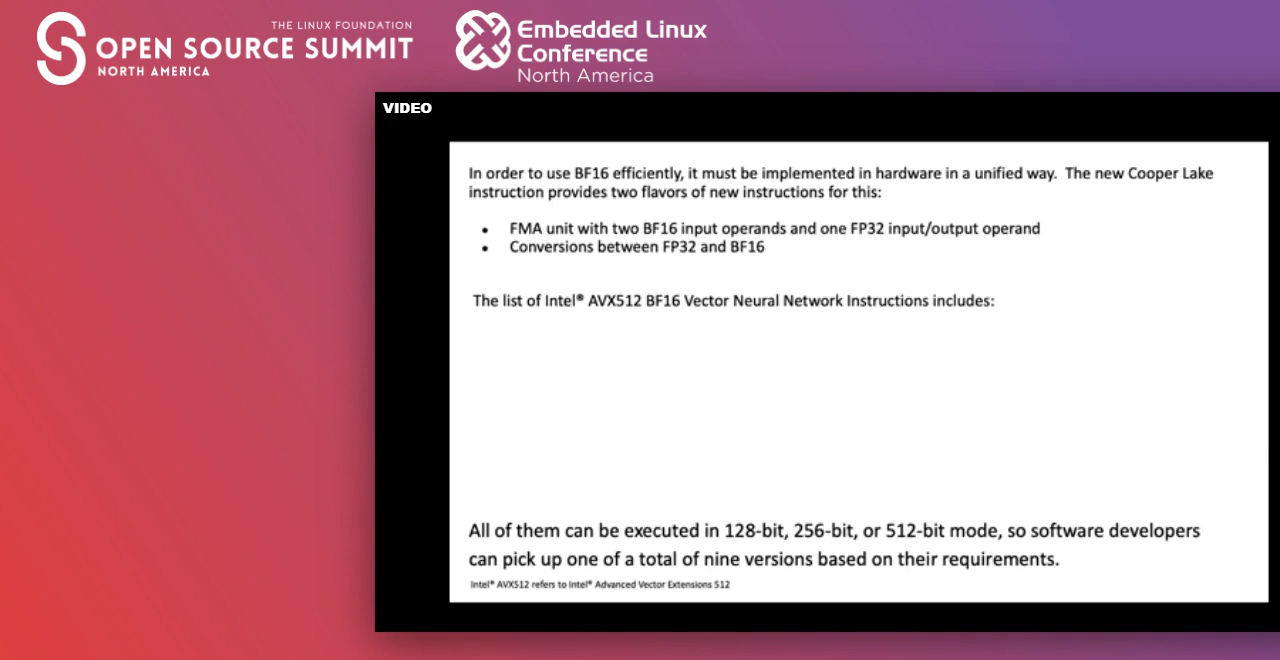 THE LINUX FOUNDATION
OPEN SOURCE SUMMIT
NORTH AMERICA
Embedded Linux
Conference
North America
VIDEO
In order to use BF16 efficiently, it must be implemented in hardware in a unified way. The new Cooper Lake
instruction provides two flavors of new instructions for this:
• FMA unit with two BF16 input operands and one FP32 input/output operand
• Conversions between FP32 and BF16
The list of Intel® AVX512 BF16 Vector Neural Network Instructions includes:
All of them can be executed in 128-bit, 256-bit, or 512-bit mode, so software developers
can pick up one of a total of nine versions based on their requirements.
Intel® AVX512 refers to Intel® Advanced Vector Extensions 512